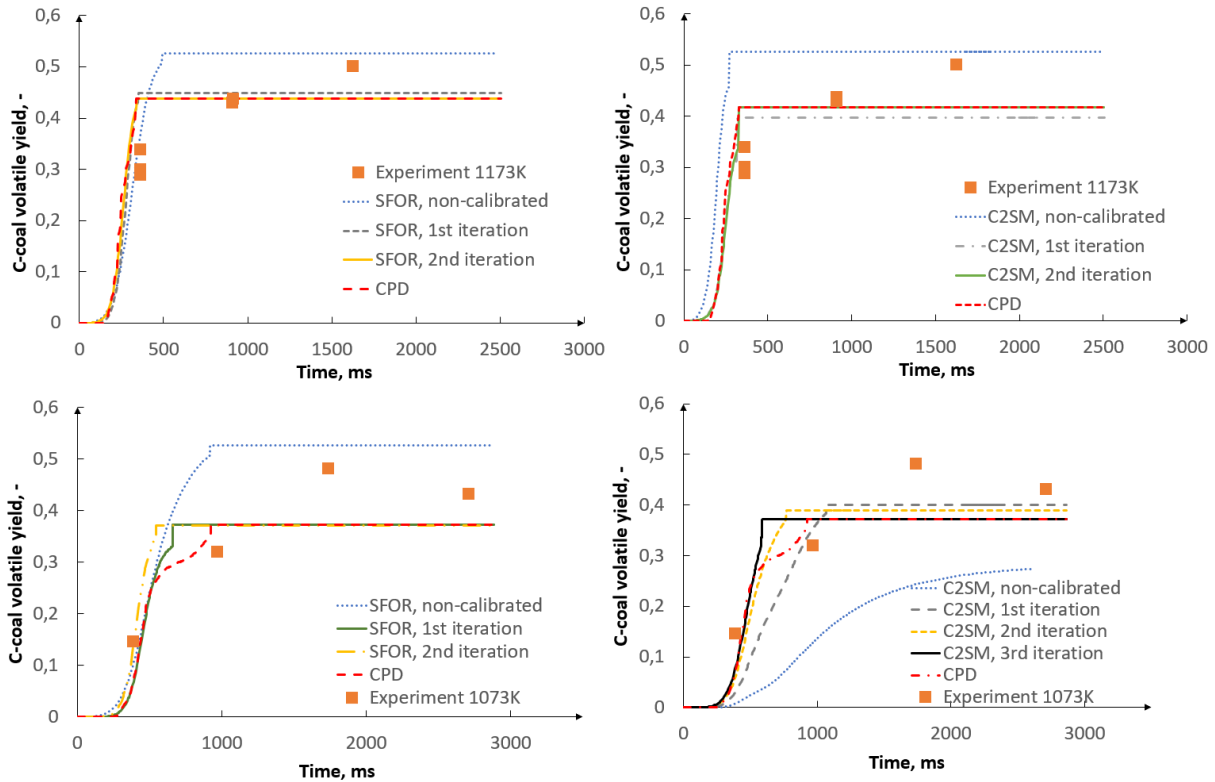 0,6
0,5
0,4
0,3
0,2
0,1
0
C-coal volatile yield, -
Experiment 1173K
SFOR, non-calibrated
SFOR, 1st iteration
SFOR, 2nd iteration
CPD
0 500 1000 1500 2000 2500 3000
Time, ms
0,6
0,5
0,4
0,3
0,2
0,1
0
C-coal volatile yield, -
Experiment 1173K
C2SM, non-calibrated
C2SM, 1st iteration
C2SM, 2nd iteration
CPD
0 500 1000 1500 2000 2500 3000
Time, ms
0,6
0,5
0,4
0,3
0,2
0,1
0
C-coal volatile yield, -
SFOR, non-calibrated
SFOR, 1st iteration
SFOR, 2nd iteration
CPD
Experiment 1073K
0 1000 2000 3000
Time, ms
0,6
0,5
0,4
0,3
0,2
0,1
0
C-coal volatile yield, -
C2SM, non-calibrated
C2SM, 1st iteration
C2SM, 2nd iteration
C2SM, 3rd iteration
CPD
Experiment 1073K
0 1000 2000 3000
Time, ms